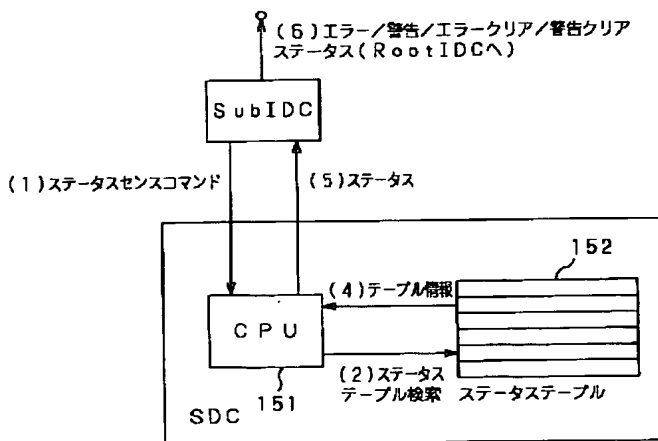 (6)エラー/警告/エラークリア/警告クリア
ステータス(RootIDCへ)
SubIDC
(1)ステータスセンスコマンド
(5)ステータス
152
(4)テーブル情報
CPU
(2)ステータス
テーブル検索
ステータステーブル
151
SDC